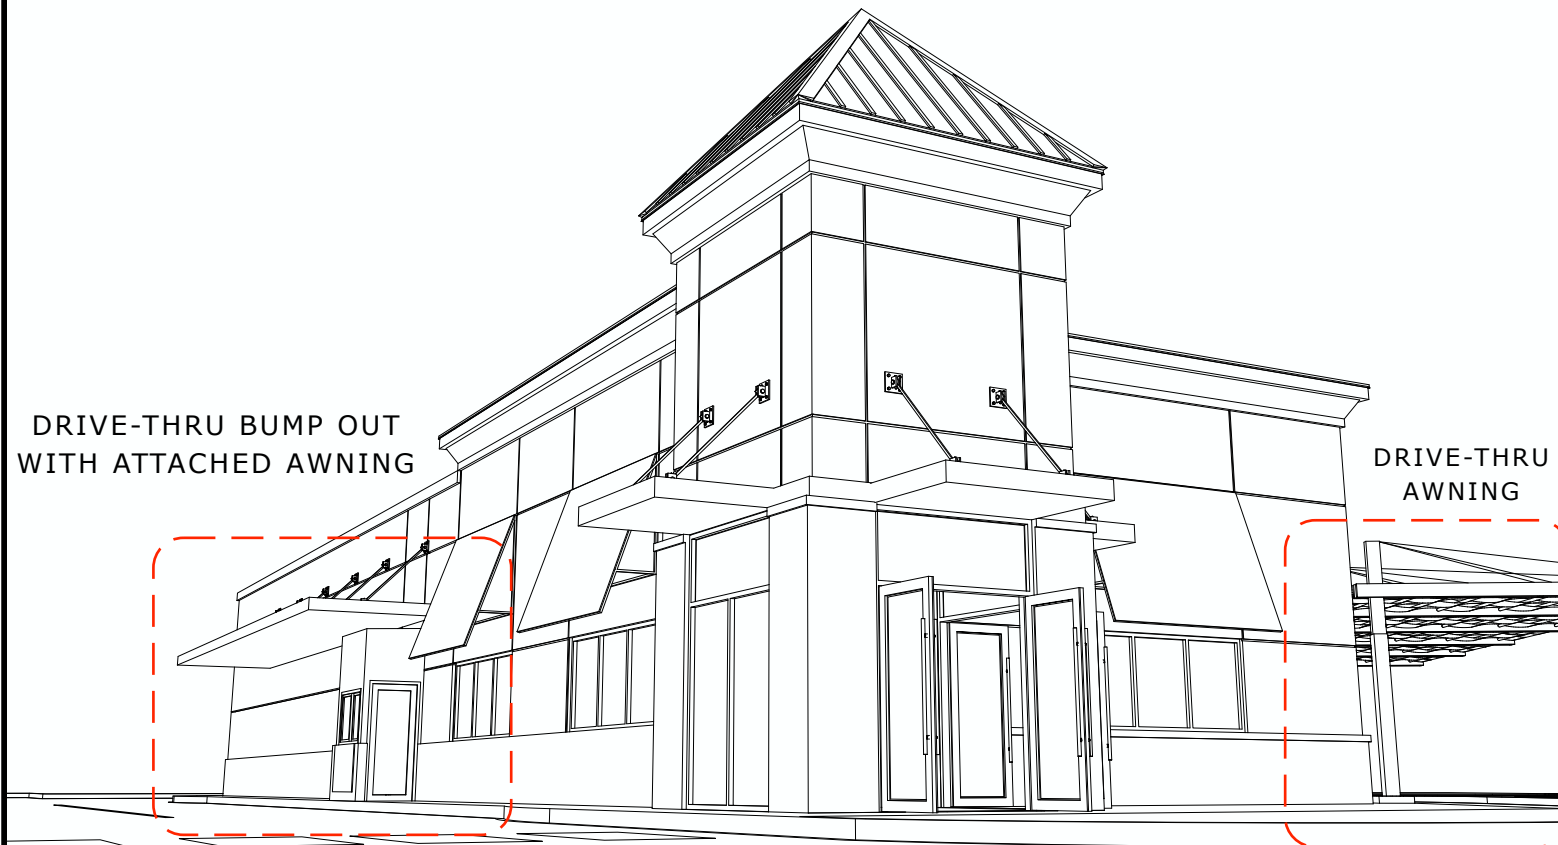 DRIVE-THRU BUMP OUT
WITH ATTACHED AWNING
DRIVE-THRU
AWNING